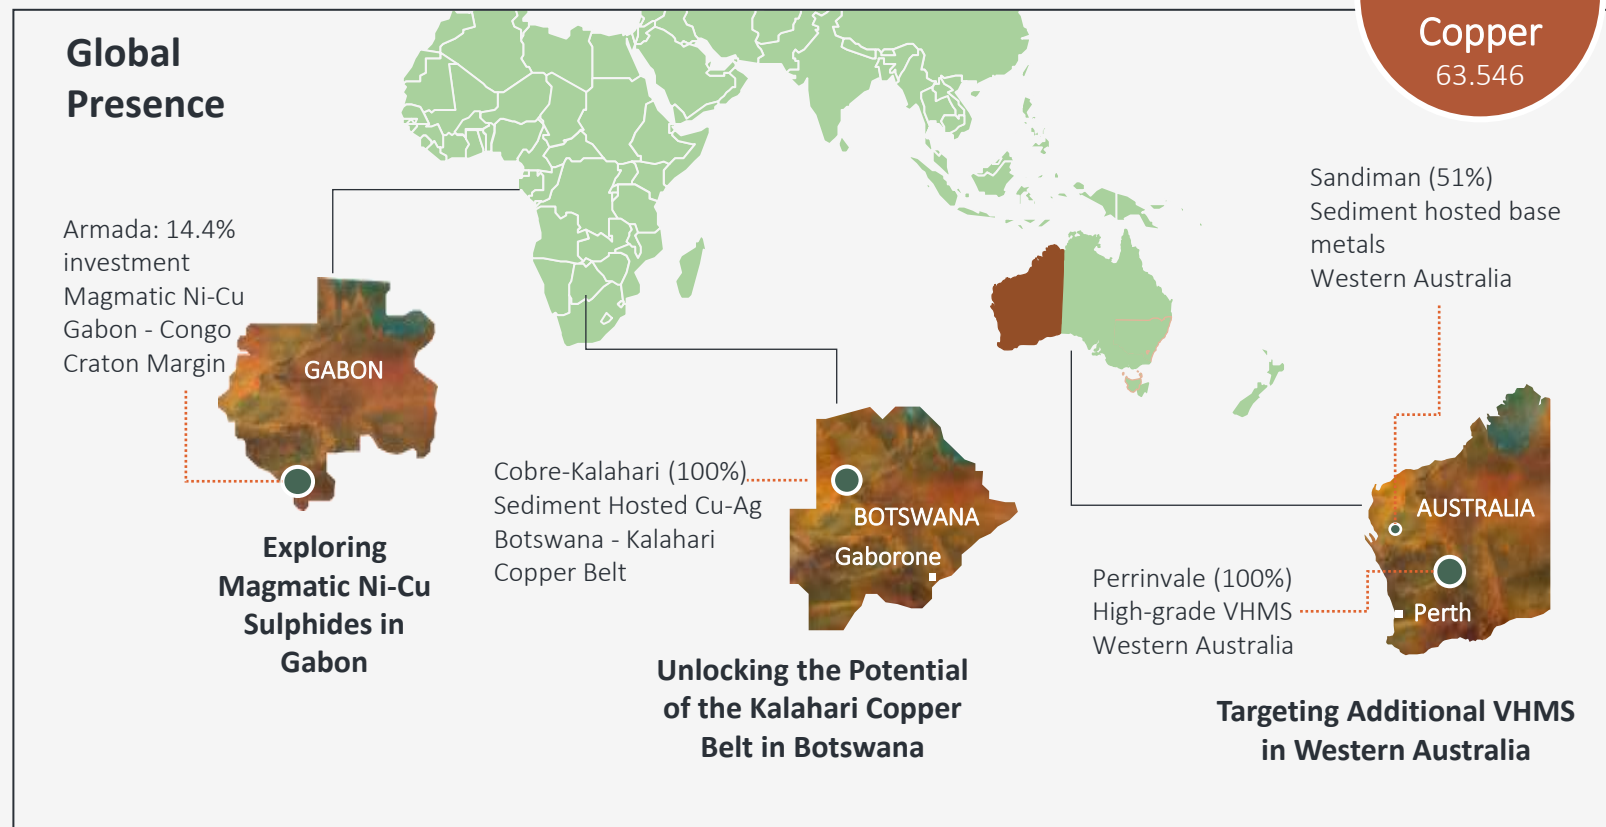 Global
Presence
Copper
63.546
Armada: 14.4%
investment
Magmatic Ni-Cu
Gabon - Congo
Craton Margin
GABON
Exploring
Magmatic Ni-Cu
Sulphides in
Gabon
Cobre-Kalahari (100%)
Sediment Hosted Cu-Ag
Botswana - Kalahari
Copper Belt
BOTSWANA
Gaborone
Unlocking the Potential
of the Kalahari Copper
Belt in Botswana
Sandiman (51%)
Sediment hosted base
metals
Western Australia
AUSTRALIA
Perth
Perrinvale (100%)
High-grade VHMS
Western Australia
Targeting Additional VHMS
in Western Australia